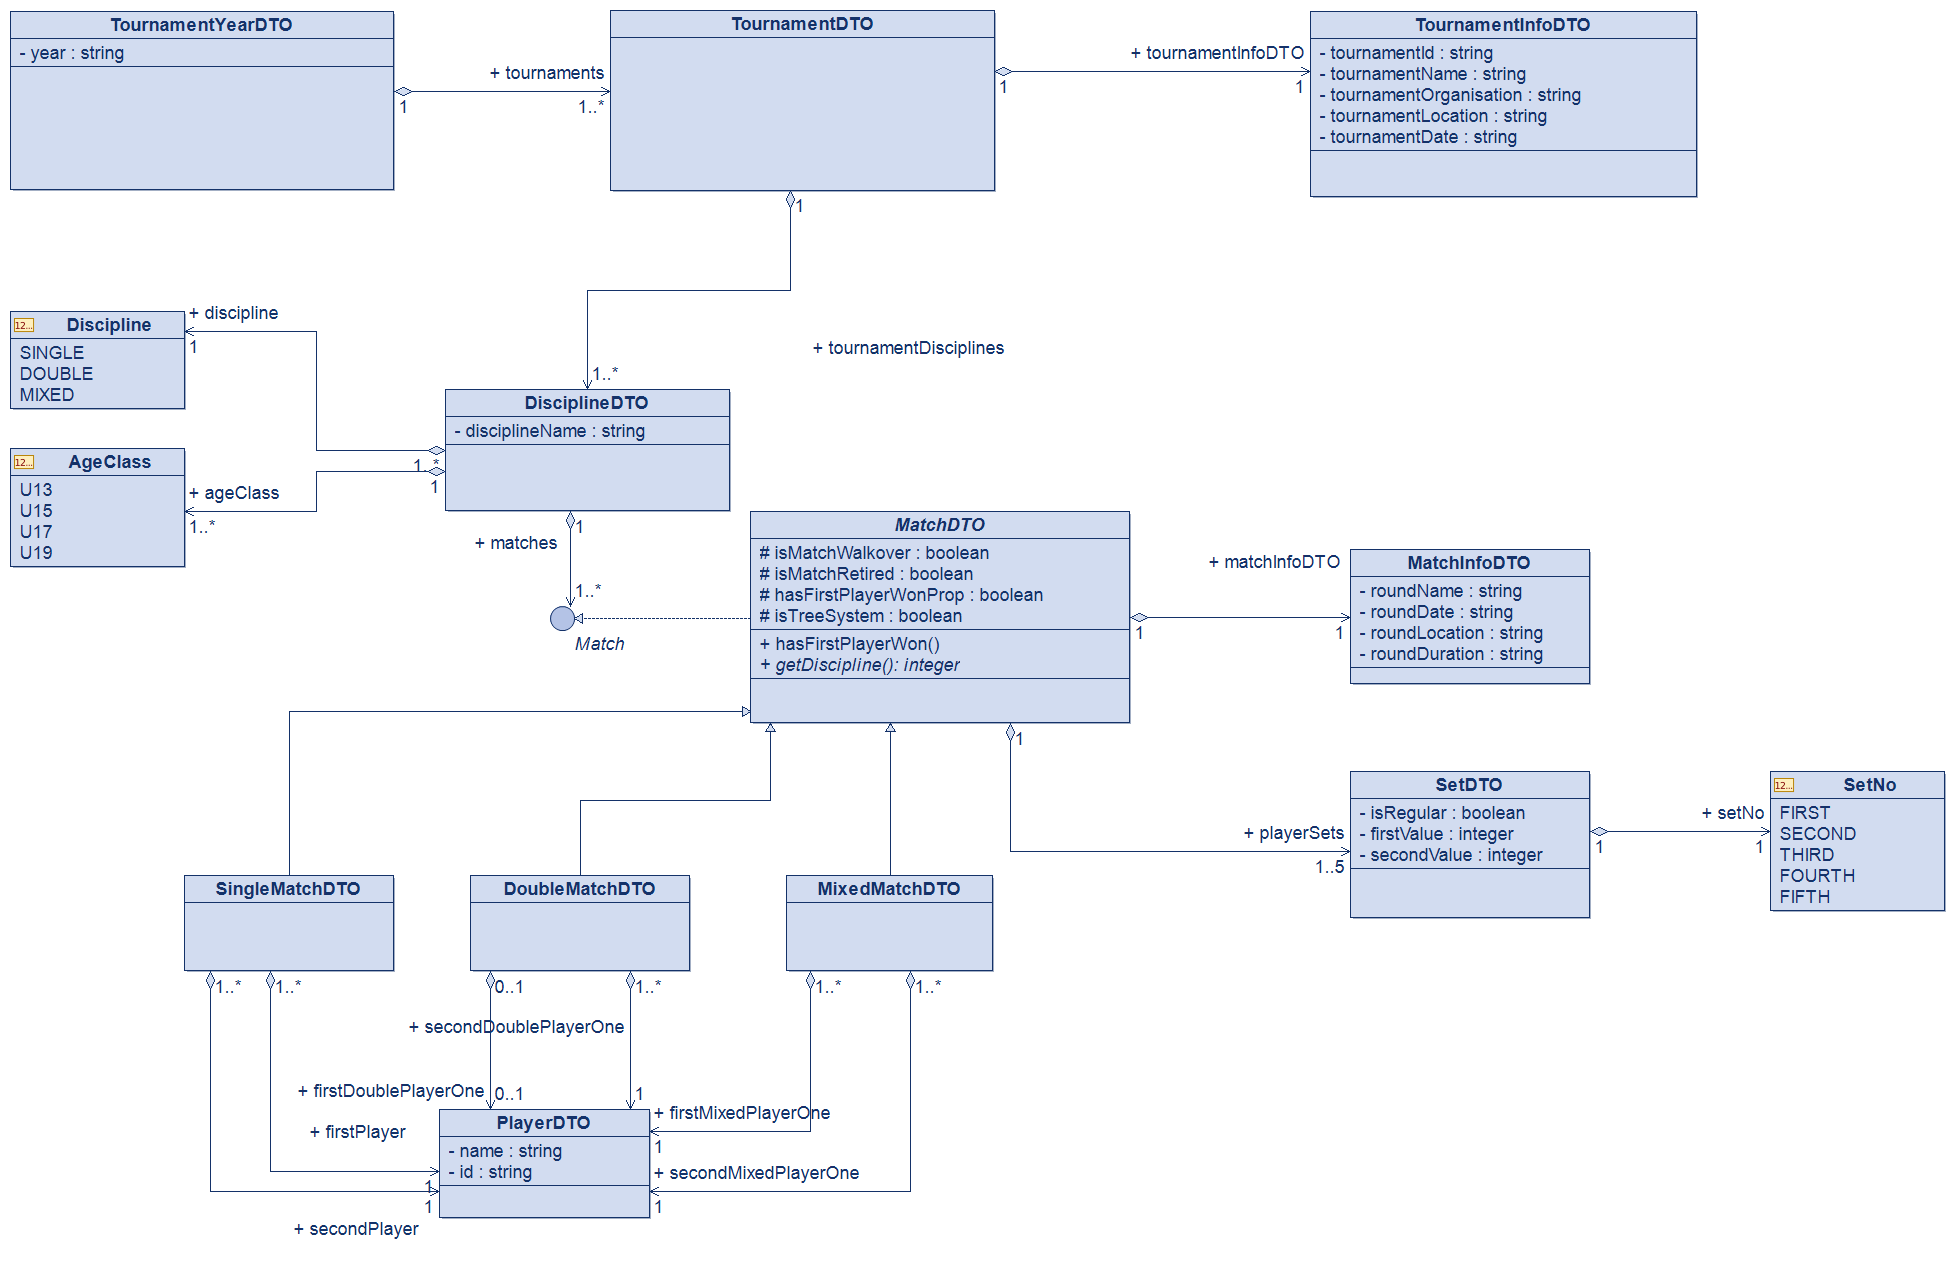 TournamentYearDTO
- year : string
+ tournaments
1
1..*
TournamentDTO
+ tournamentInfoDTO
1
1
TournamentInfoDTO
- tournamentId : string
- tournamentName : string
- tournamentOrganisation : string
- tournamentLocation : string
- tournamentDate : string
1
+ tournamentDisciplines
1..*
12...
Discipline
SINGLE
DOUBLE
MIXED
+ discipline
1
12...
AgeClass
U13
U15
U17
U19
+ ageClass
1..*
1..*
1
DisciplineDTO
- disciplineName : string
1
+ matches
1..*
Match
MatchDTO
# isMatchWalkover : boolean
# isMatchRetired : boolean
# hasFirstPlayerWonProp : boolean
# isTreeSystem : boolean
+ hasFirstPlayerWon()
+ getDiscipline(): integer
+ matchInfoDTO
1
1
MatchInfoDTO
- roundName : string
- roundDate : string
- roundLocation : string
- roundDuration : string
1
+ playerSets
1..5
SetDTO
- isRegular : boolean
- firstValue : integer
- secondValue : integer
+ setNo
1
1
12...
SetNo
FIRST
SECOND
THIRD
FOURTH
FIFTH
SingleMatchDTO
DoubleMatchDTO
MixedMatchDTO
1..*
1..*
0..1
1..*
1..*
1..*
+ secondDoublePlayerOne
+ firstDoublePlayerOne
0..1
1
+ firstMixedPlayerOne
1
+ firstPlayer
PlayerDTO
- name : string
- id : string
+ secondMixedPlayerOne
1
1
1
+ secondPlayer